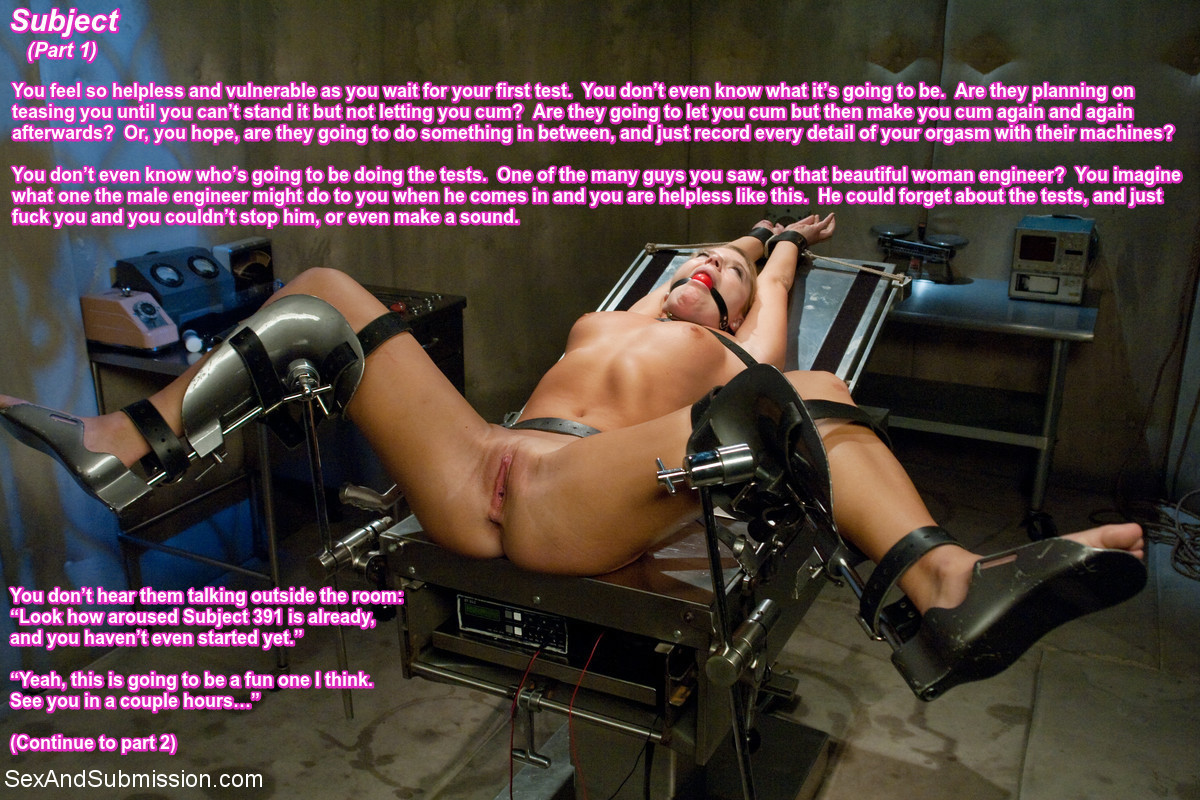 Subject
(Part 1)
You feel so helpless and vulnerable as you wait for your first test.  You don't even know what it's going to be.  Are they planning on
teasing you until you can't stand it but not letting you cum?  Are they going to let you cum but then make you cum again and again
afterwards?  Or, you hope, are they going to do something in between, and just record every detail of your orgasm with their machines?
You don't even know who's going to be doing the tests.  One of the many guys you saw, or that beautiful woman engineer?  You imagine
what one the male engineer might do to you when he comes in and you are helpless like this.  He could forget about the tests, and just
fuck you and you couldn't stop him, or even make a sound.
You don't hear them talking outside the room:
“Look how aroused Subject 391 is already,
and you haven't even started yet.”
“Yeah, this is going to be a fun one I think.
See you in a couple hours...”
(Continue to part 2)
SexAndSubmission.com